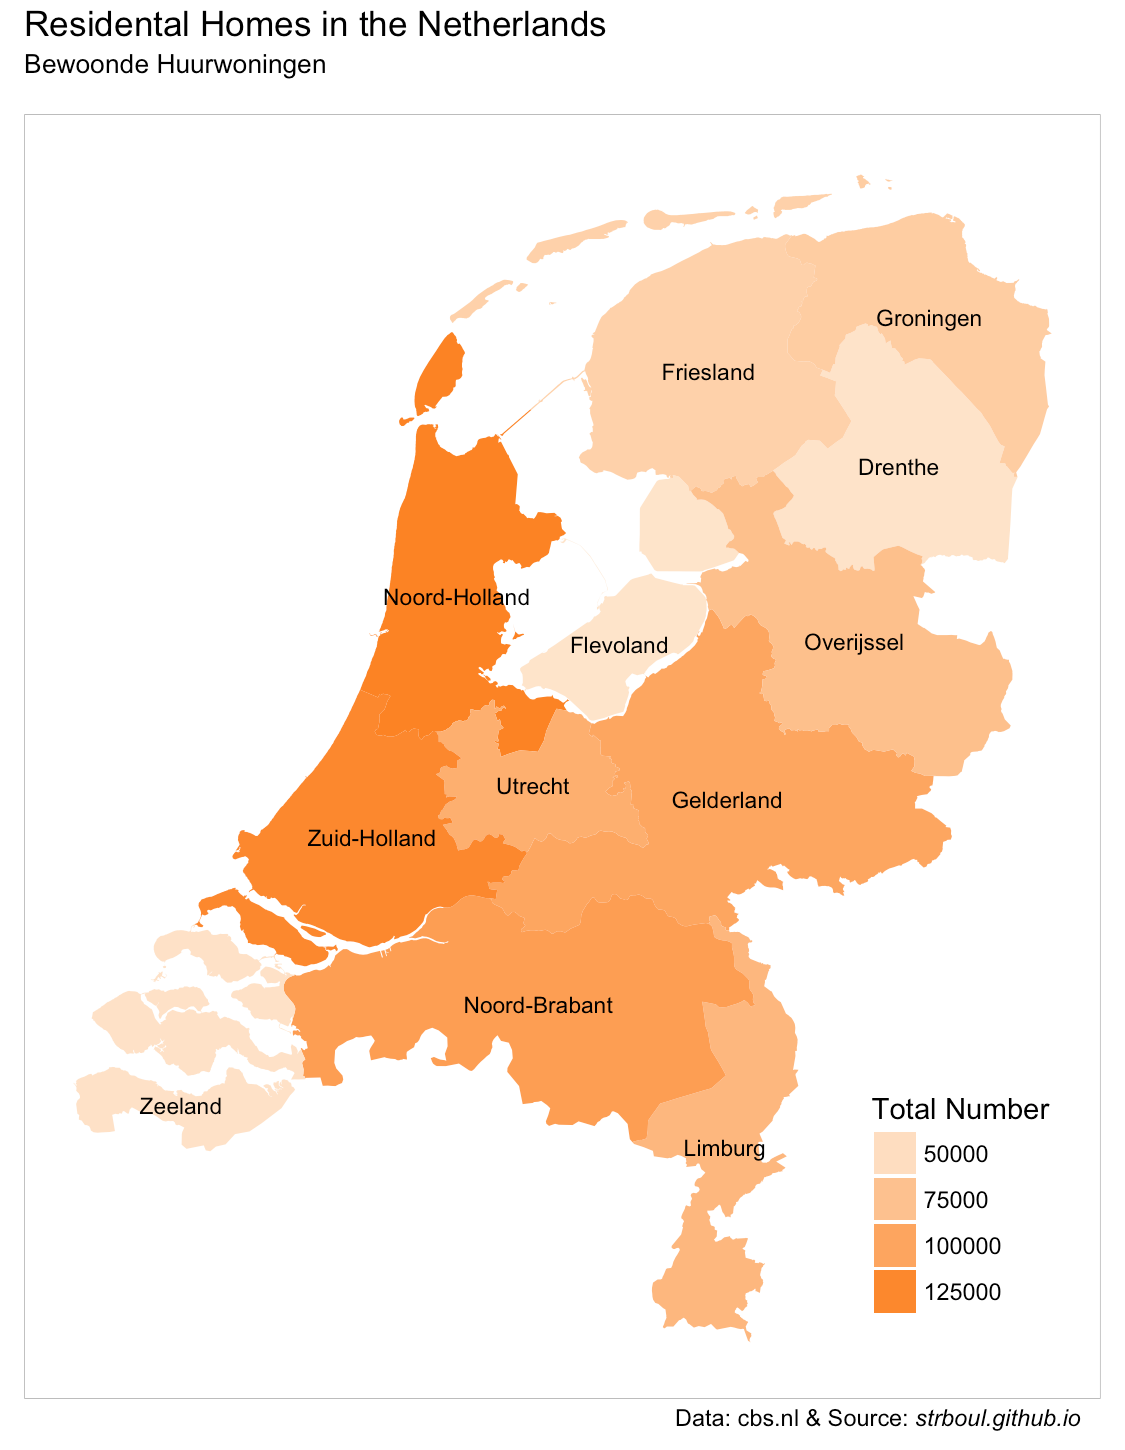 Residental Homes in the Netherlands
Bewoonde Huurwoningen
Groningen
Friesland
Drenthe
Noord-Holland
Flevoland
Overijssel
Utrecht
Gelderland
Zuid-Holland
Noord-Brabant
Zeeland
Limburg
Total Number
50000
75000
100000
125000
Data: cbs.nl & Source: strboul.github.io